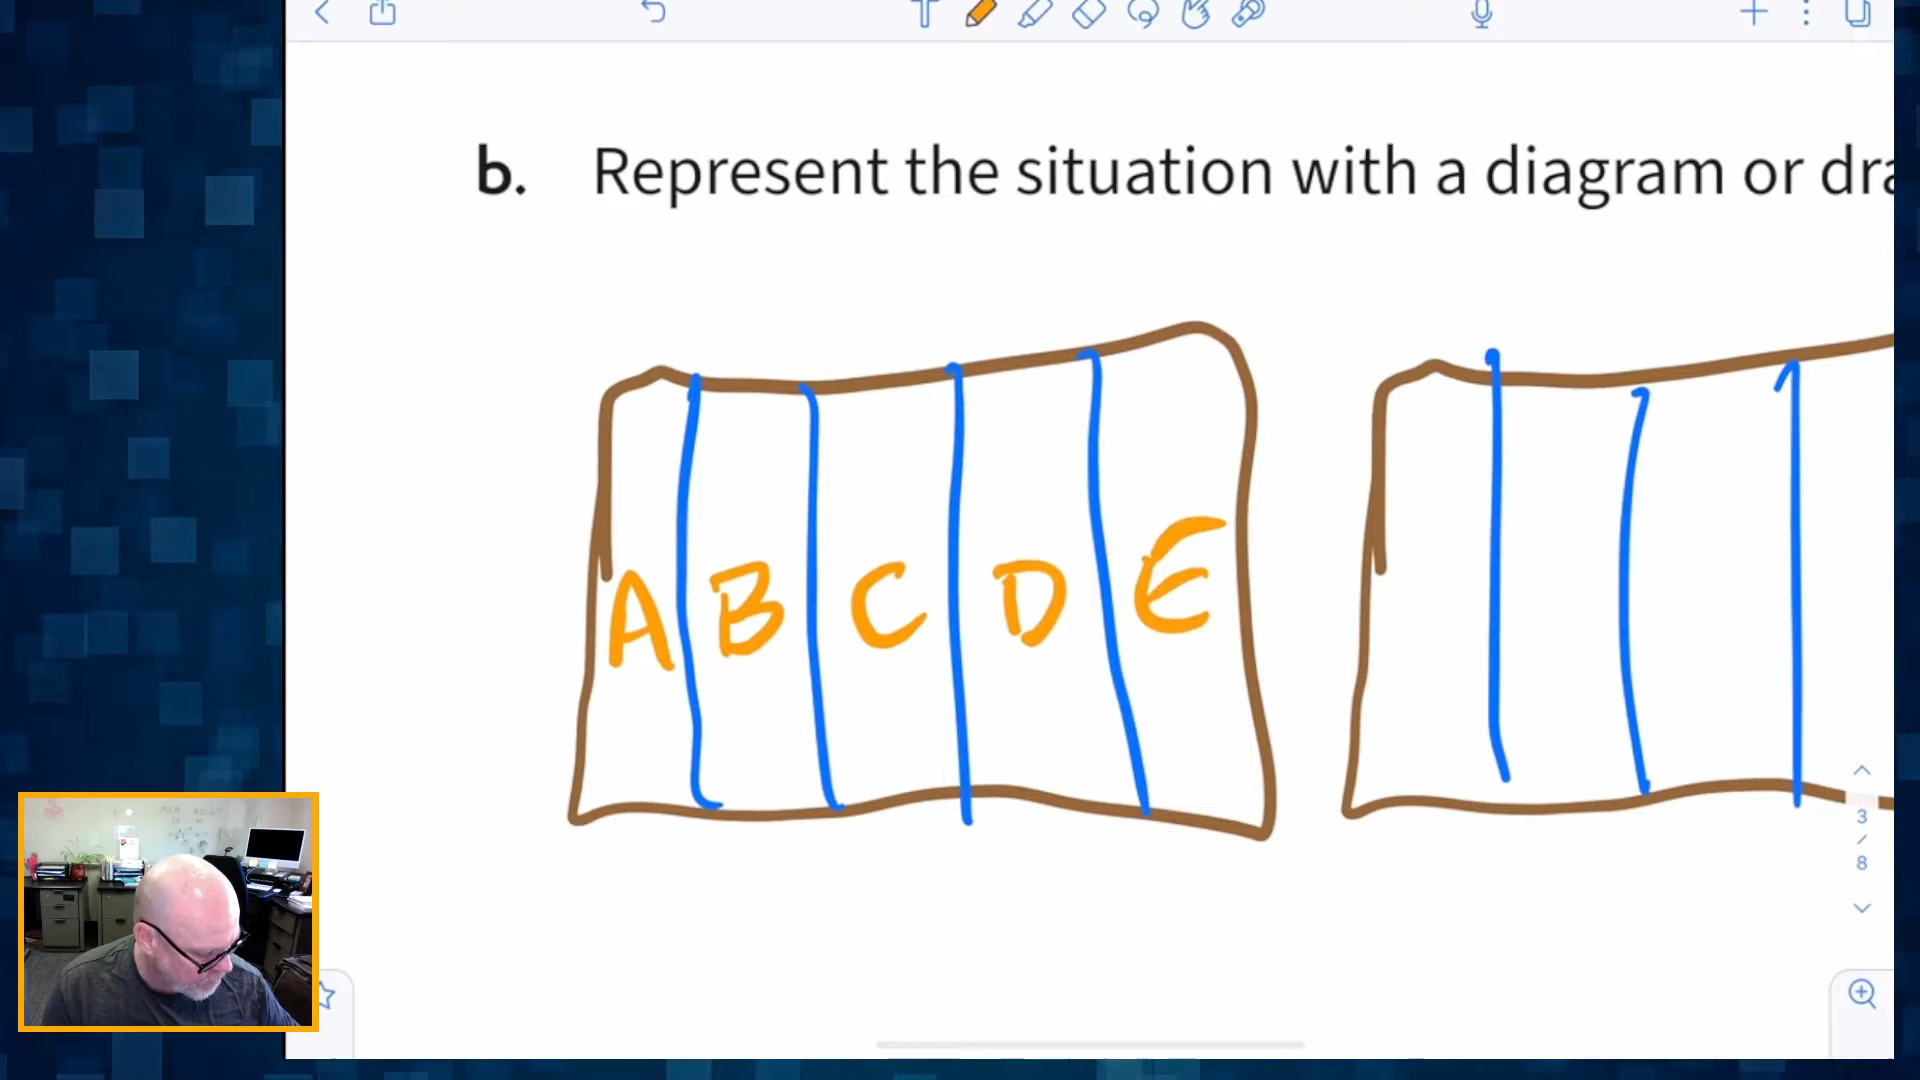 b. Represent the situation with a diagram or dra
A B C D E
3
/
8